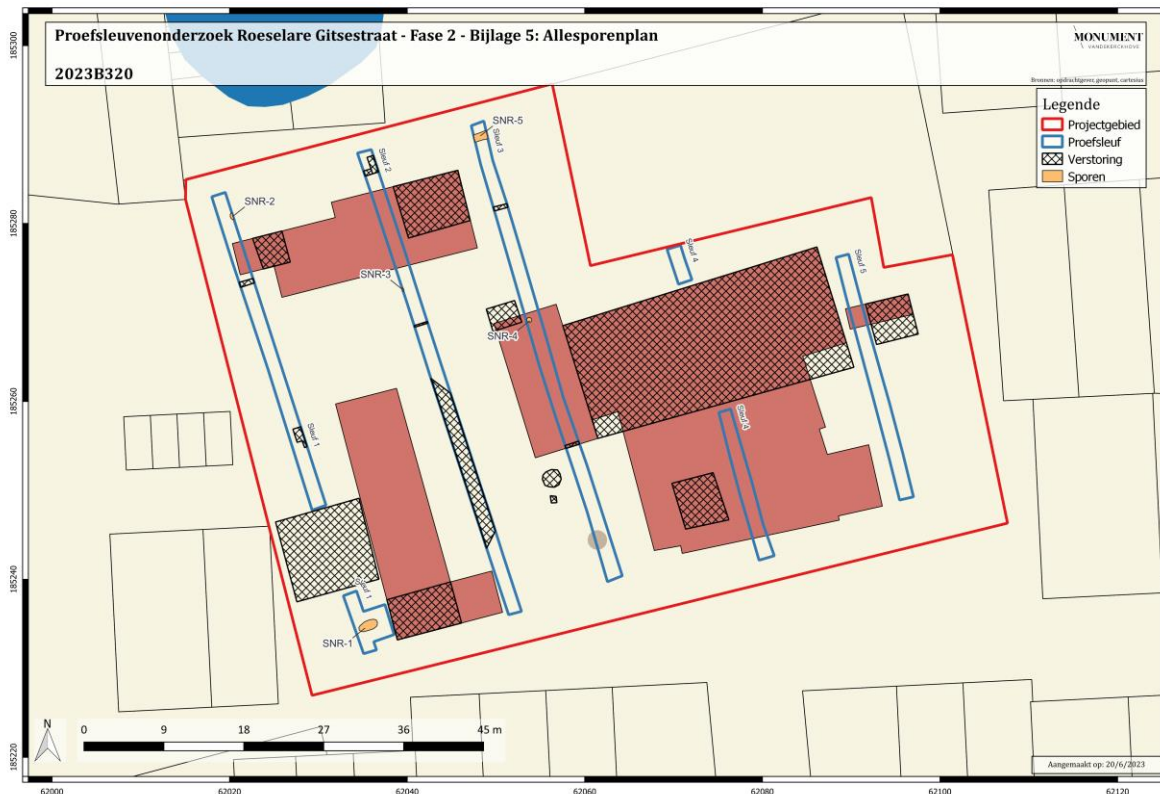 Proefsleuvenonderzoek Roeselare Gitsestraat - Fase 2 - Bijlage 5: Allesporenplan
2023B320
MONUMENT
VANDEKERCKHOVE
Bronnen: opdrachtgever, geopunt, cartesius
Legende
Projectgebied
Proefsleuf
Verstoring
Sporen
SNR-5
Sleuf 3
Sleuf 2
SNR-2
Sleuf 4
Sleuf 5
SNR-3
SNR-4
Sleuf 4
Sleuf 1
Sleuf 1
SNR-1
N
0 9 18 27 36 45 m
Aangemaakt op: 20/6/2023
185300
185280
185260
185240
185220
62000 62020 62040 62060 62080 62100 62120